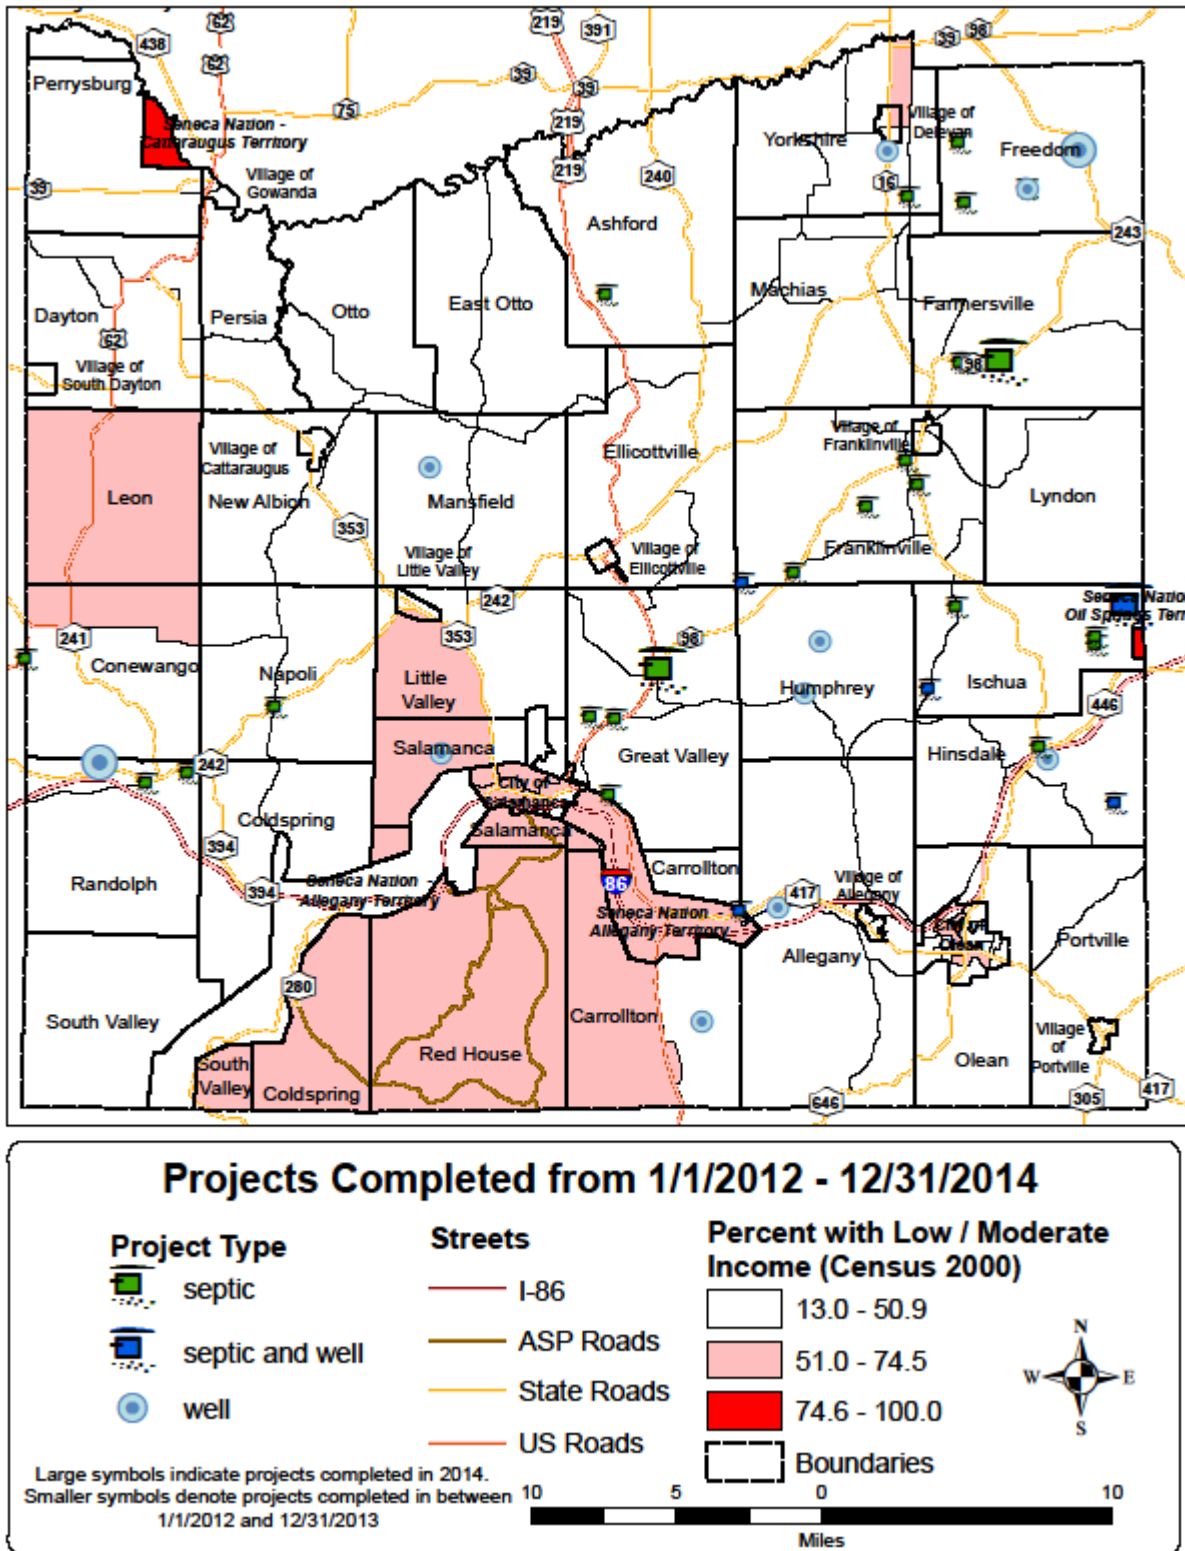 62
219
391
438
39
98
62
39
39
Perrysburg
75
219
Village of
Delevan
Seneca Nation -
Cattaraugus Territory
Yorkshire
Freedom
219
240
16
39
Village of
Gowanda
Ashford
243
Machias
Dayton
Persia
Otto
East Otto
Farmersville
62
98
Village of
South Dayton
Village of
Franklinville
Village of
Cattaraugus
Ellicottville
Leon
New Albion
Mansfield
Lyndon
353
Village of
Little Valley
Village of
Ellicottville
Franklinville
242
Oil Springs
241
353
98
Conewango
Napoli
Little
Valley
Humphrey
Ischua
446
Salamanca
Great Valley
Hinsdale
242
City of
Salamanca
Coldspring
Salamanca
394
Randolph
394
Seneca Nation -
Allegany Territory
86
Carrollton
Village of
Allegany
417
Seneca Nation -
Allegany Territory
City of
Olean
Allegany
Portville
280
South Valley
Carrollton
Red House
Village
of
Portville
Olean
South
Valley
Coldspring
646
305
417
Projects Completed from 1/1/2012 - 12/31/2014
Project Type
septic
septic and well
well
Large symbols indicate projects completed in 2014.
Smaller symbols denote projects completed in between
1/1/2012 and 12/31/2013
Streets
I-86
ASP Roads
State Roads
US Roads
Percent with Low / Moderate
Income (Census 2000)
13.0 - 50.9
51.0 - 74.5
74.6 - 100.0
Boundaries
N
W E
S
10 5 0 10
Miles